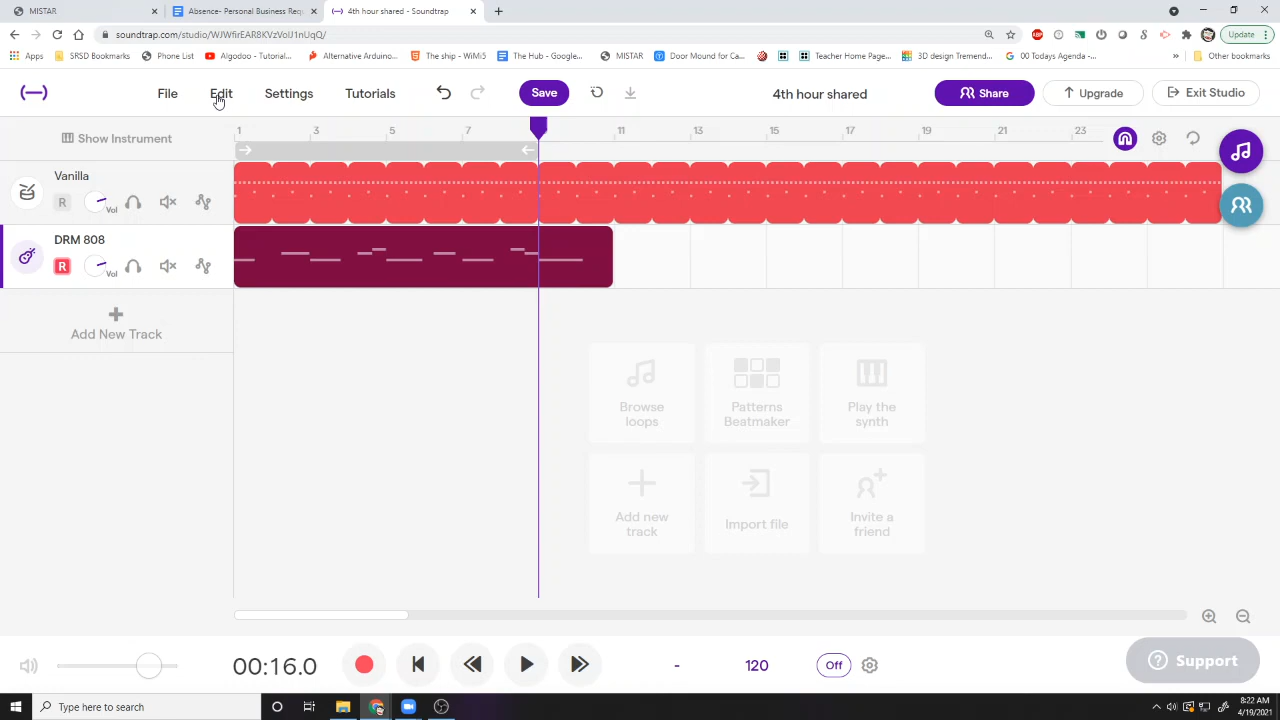 MISTAR
Absence- Personal Business Requ
4th hour shared - Soundtrap
soundtrap.com/studio/
Update
Apps
SRSD Bookmarks
Phone List
Algodoo - Tutorial...
Alternative Arduino...
The ship - WiMi5
The Hub - Google...
MISTAR
Door Mound for Ca...
Teacher Home Page...
3D design Tremend...
00 Todays Agenda -...
»
Other bookmarks
File
Edit
Settings
Tutorials
Save
4th hour shared
Share
Upgrade
Exit Studio
Show Instrument
1 3 5 7 11 13 15 17 19 21 23
Vanilla
R
Vol
DRM 808
R
Vol
Add New Track
Browse
loops
Patterns
Beatmaker
Play the
synth
Add new
track
Import file
Invite a
friend
00:16.0
-
120
Off
Support
Type here to search
8:22 AM
4/19/2021